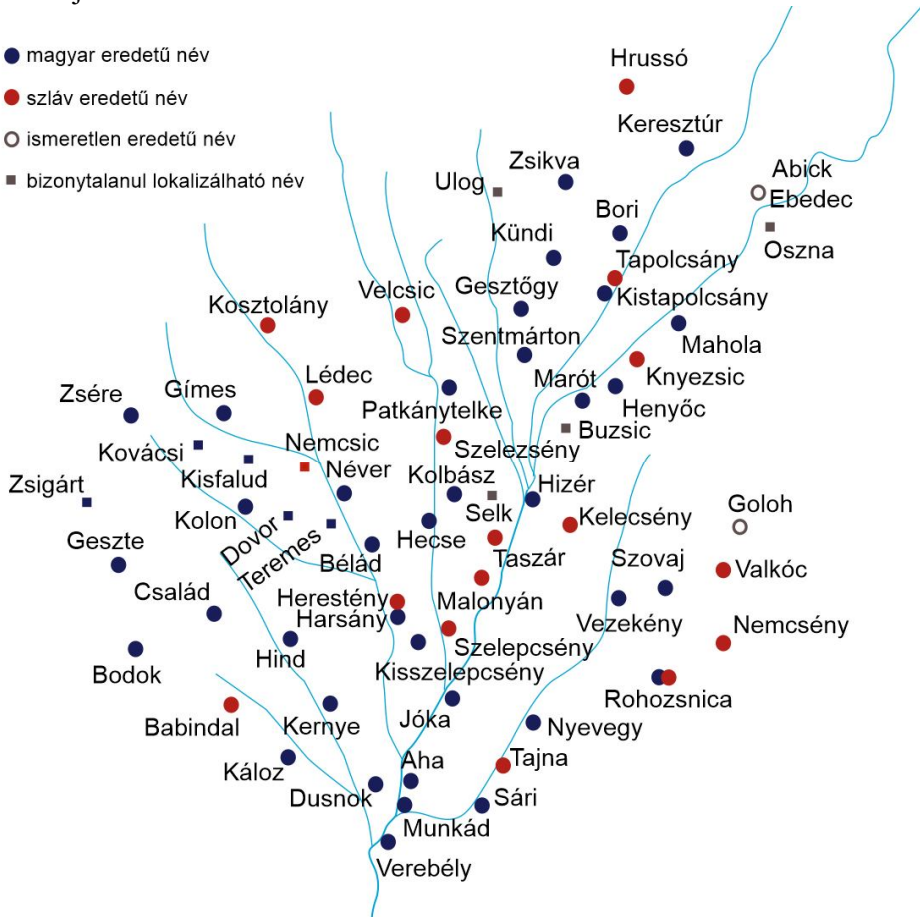 magyar eredetű név
szláv eredetű név
ismeretlen eredetű név
bizonytalanul lokalizálható név
Hrussó
Keresztúr
Zsikva
Abick
Ulog
Ebedec
Bori
Kündi
Oszna
Tapolcsány
Velcsic
Gesztőgy
Kistapolcsány
Kosztolány
Szentmárton
Mahola
Lédec
Marót
Knyezsic
Zsére
Gímes
Patkánytelke
Henyőc
Buzsic
Nemcsic
Szelezsény
Kovácsi
Néver
Kolbász
Kisfalud
Hizér
Zsigárt
Goloh
Selk
Kelecsény
Kolon
Dovor
Hecse
Geszte
Teremes
Taszár
Szovaj
Bélád
Valkóc
Család
Herestény
Malonyán
Harsány
Vezekény
Nemcsény
Szelepcsény
Hind
Kisszelepcsény
Bodok
Rohozsnica
Babindal
Kernye
Jóka
Nyevegy
Aha
Tajna
Káloz
Dusnok
Sári
Munkád
Verebély